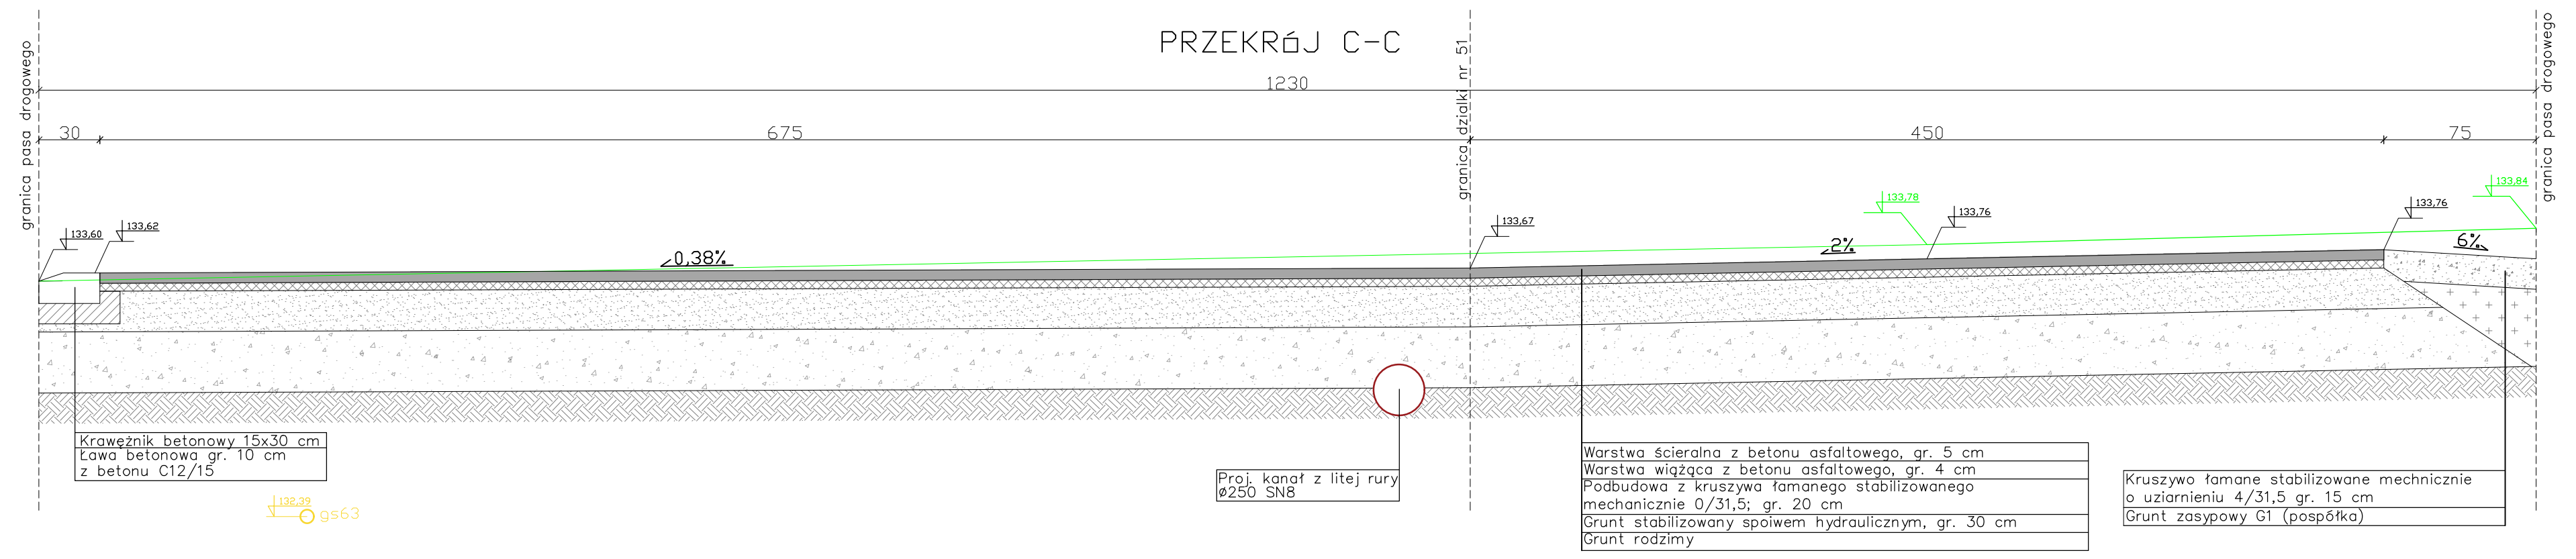 PRZEKRóJ C-C
1230
30
675
450
75
granica pasa drogowego
granica dzialki nr 51
granica pasa drogowego
133,60
133,62
0,38%
133,67
133,78
133,76
2%
133,84
133,76
6%
Krawężnik betonowy 15x30 cm
Ława betonowa gr. 10 cm
z betonu C12/15
132,39
gs63
Proj. kanał z litej rury
ø250 SN8
Warstwa ścieralna z betonu asfaltowego, gr. 5 cm
Warstwa wiążąca z betonu asfaltowego, gr. 4 cm
Podbudowa z kruszywa łamanego stabilizowanego
mechanicznie 0/31,5; gr. 20 cm
Grunt stabilizowany spoiwem hydraulicznym, gr. 30 cm
Grunt rodzimy
Kruszywo łamane stabilizowane mechnicznie
o uziarnieniu 4/31,5 gr. 15 cm
Grunt zasypowy G1 (pospółka)